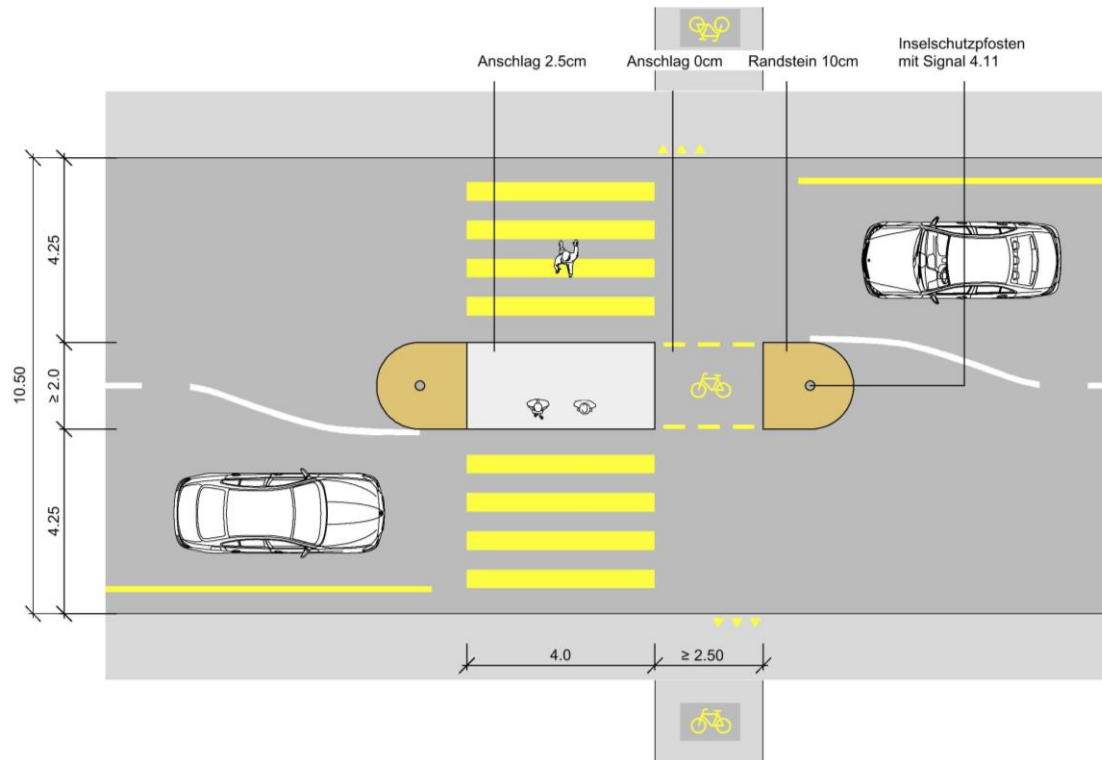 Anschlag 2.5cm
Anschlag 0cm
Randstein 10cm
Inselschutzpfosten
mit Signal 4.11
10.50
4.25
≥ 2.0
4.25
4.0
≥ 2.50